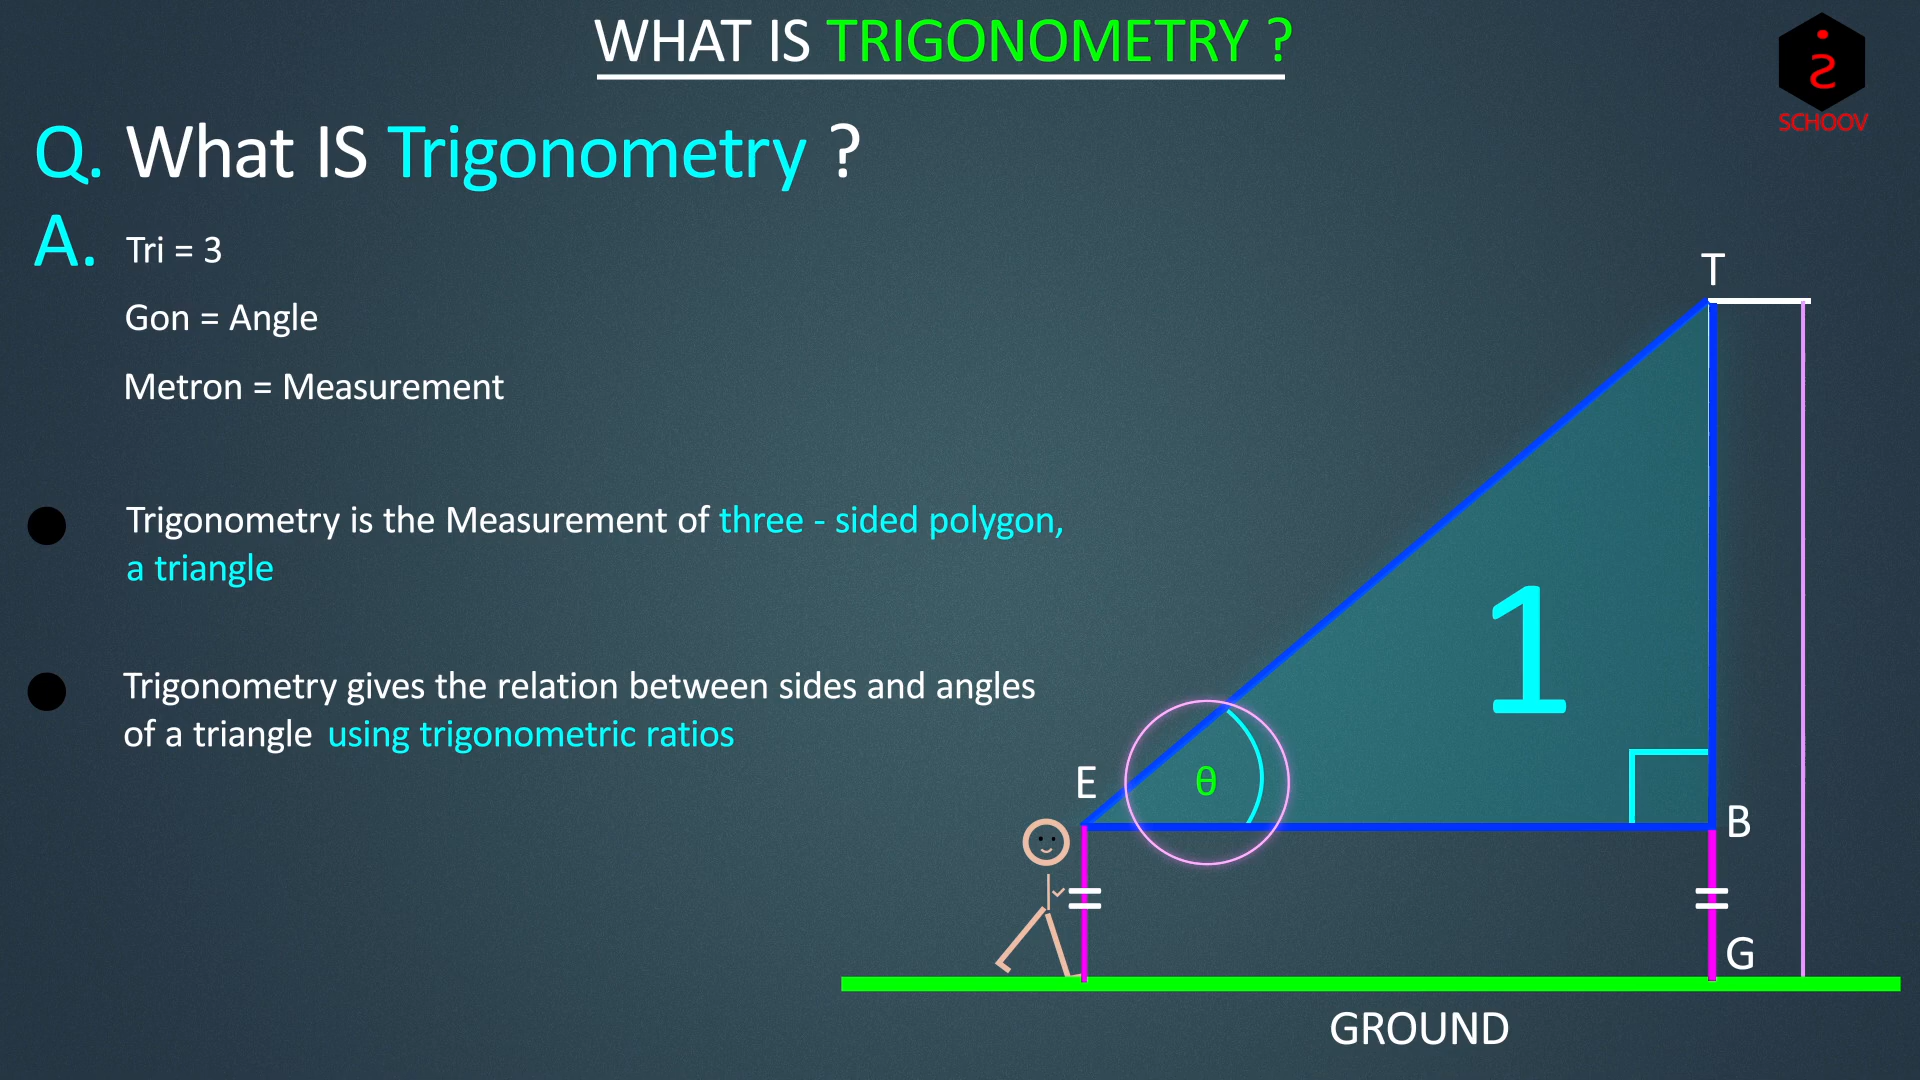 WHAT IS TRIGONOMETRY ?
SCHOOV
Q. What IS Trigonometry ?
A. Tri = 3
Gon = Angle
Metron = Measurement
Trigonometry is the Measurement of three - sided polygon,
a triangle
Trigonometry gives the relation between sides and angles
of a triangle using trigonometric ratios
T
1
E
θ
B
G
GROUND